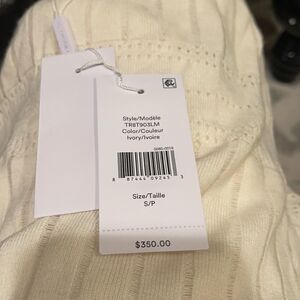 Style/Modèle
TR8T903LM
Color/Couleur
Ivory/Ivoire
8 87444 09245 3
Size/Taille
S/P
$350.00